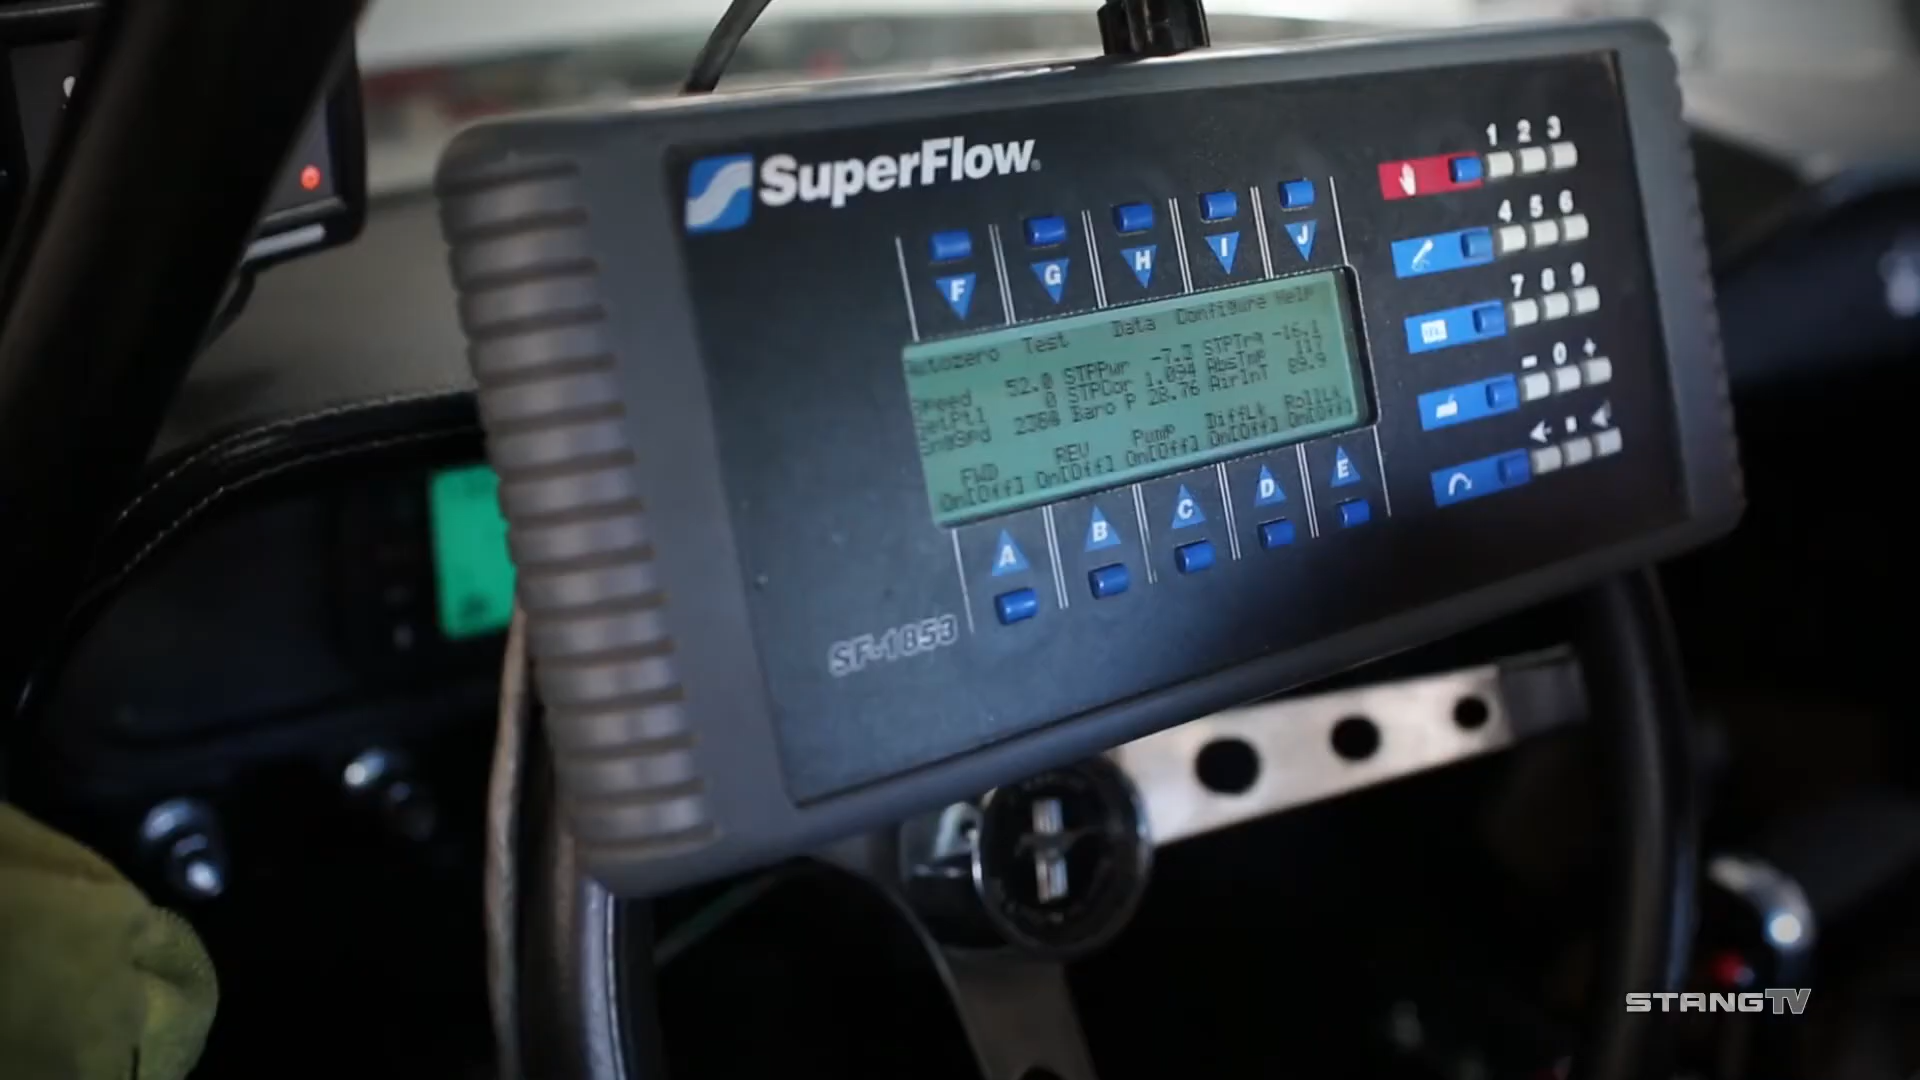 SuperFlow
F G H I J
Autozero Test Data Configure Help
Speed 52.0 STPPwr -7.3 STPTrq -16.1
SetPt1 0 STPCor 1.094 AbsTmp 117
EngSpd 2360 Baro P 28.76 AirInT 89.9
FWD REV Pump DiffLk RollLk
On[Off] On[Off] On[Off] On[Off] On[Off]
A B C D E
SF-1853
1 2 3
4 5 6
7 8 9
- 0 +
STANGTV